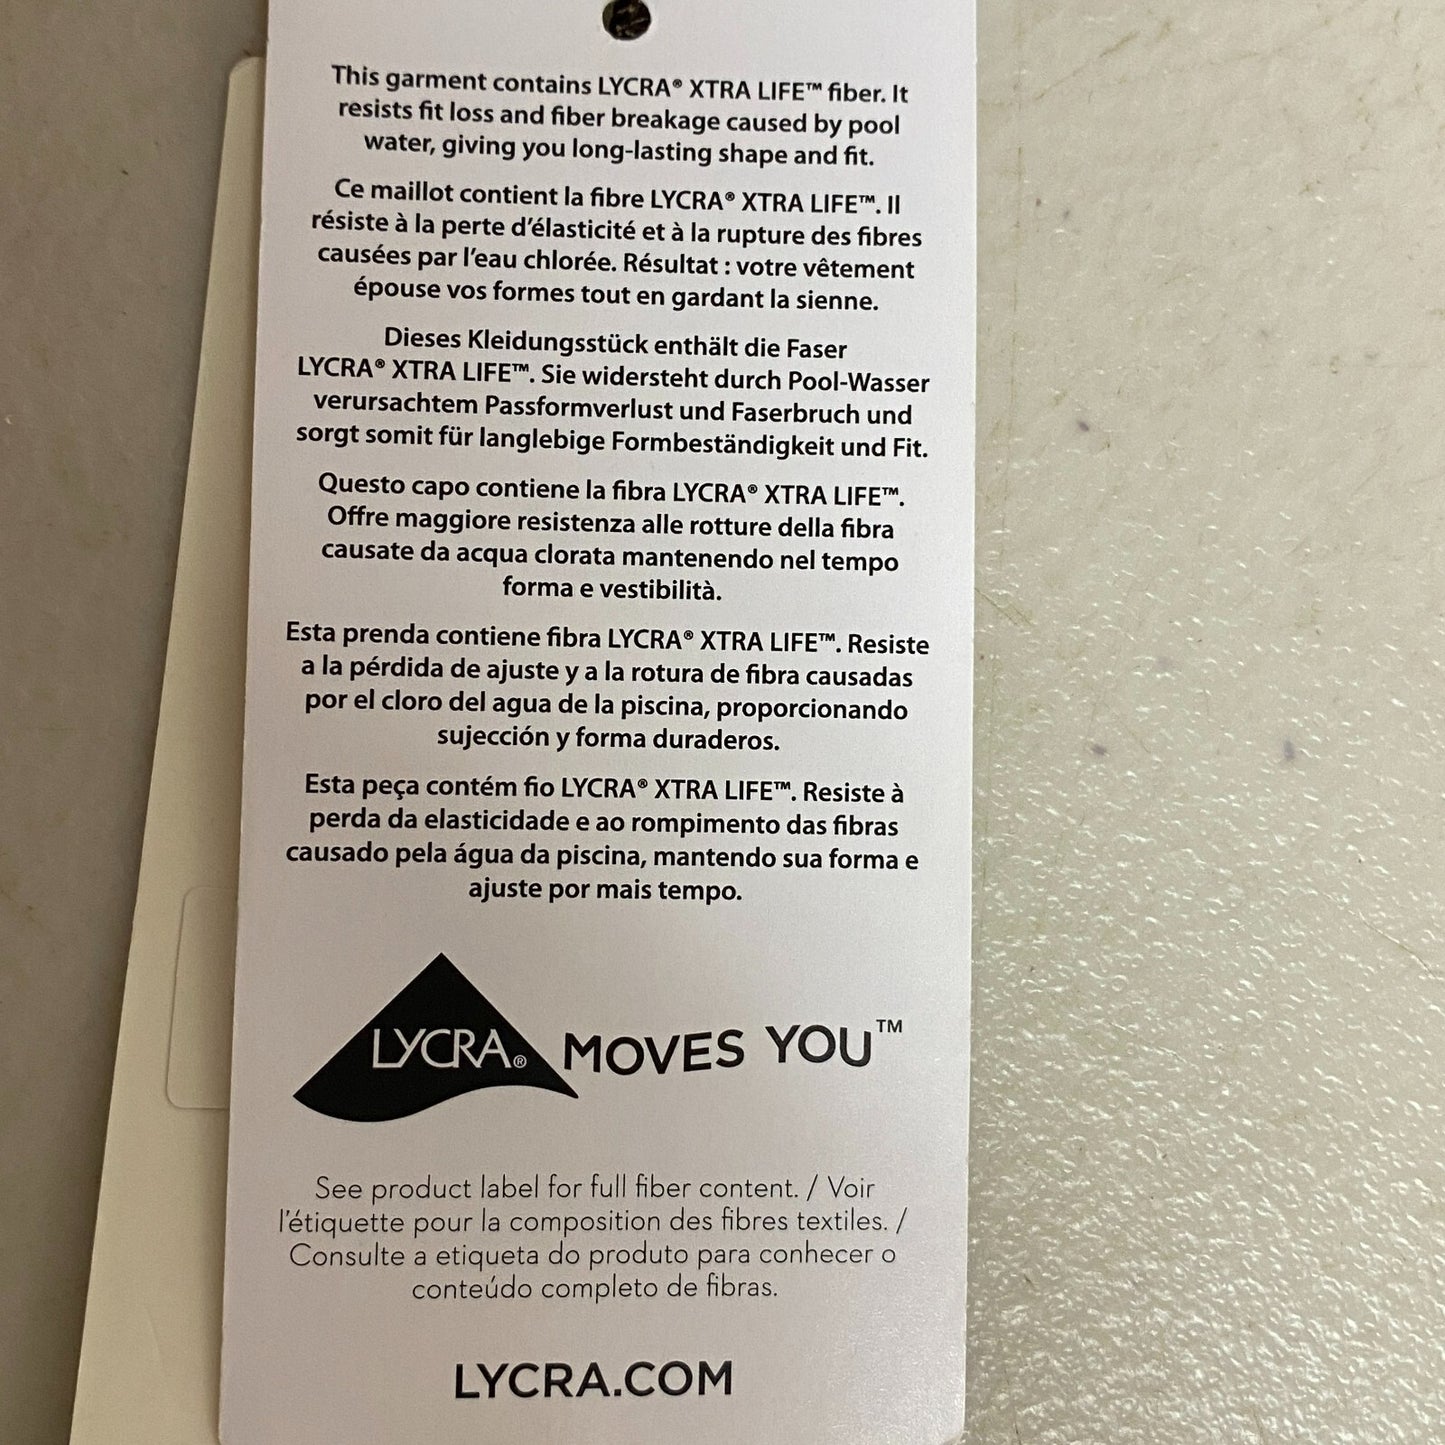 This garment contains LYCRA® XTRA LIFE™ fiber. It
resists fit loss and fiber breakage caused by pool
water, giving you long-lasting shape and fit.
Ce maillot contient la fibre LYCRA® XTRA LIFE™. Il
résiste à la perte d'élasticité et à la rupture des fibres
causées par l'eau chlorée. Résultat : votre vêtement
épouse vos formes tout en gardant la sienne.
Dieses Kleidungsstück enthält die Faser
LYCRA® XTRA LIFE™. Sie widersteht durch Pool-Wasser
verursachtem Passformverlust und Faserbruch und
sorgt somit für langlebige Formbeständigkeit und Fit.
Questo capo contiene la fibra LYCRA® XTRA LIFE™.
Offre maggiore resistenza alle rotture della fibra
causate da acqua clorata mantenendo nel tempo
forma e vestibilità.
Esta prenda contiene fibra LYCRA® XTRA LIFE™. Resiste
a la pérdida de ajuste y a la rotura de fibra causadas
por el cloro del agua de la piscina, proporcionando
sujección y forma duraderos.
Esta peça contém fio LYCRA® XTRA LIFE™. Resiste à
perda da elasticidade e ao rompimento das fibras
causado pela água da piscina, mantendo sua forma e
ajuste por mais tempo.
LYCRA® MOVES YOU™
See product label for full fiber content. / Voir
l'étiquette pour la composition des fibres textiles. /
Consulte a etiqueta do produto para conhecer o
conteúdo completo de fibras.
LYCRA.COM